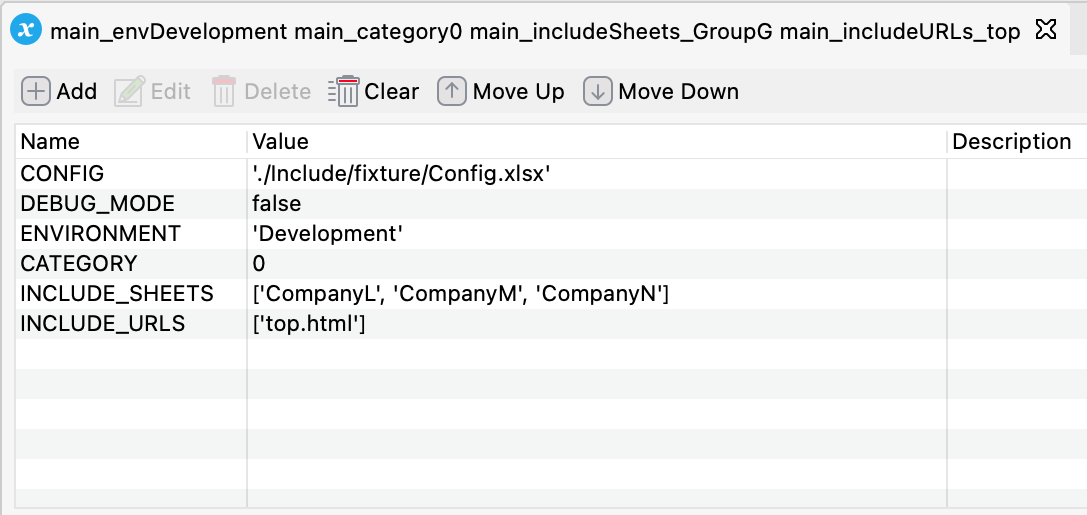 main_envDevelopment main_category0 main_includeSheets_GroupG main_includeURLs_top
Add Edit Delete Clear Move Up Move Down
Name Value Description
CONFIG './Include/fixture/Config.xlsx'
DEBUG_MODE false
ENVIRONMENT 'Development'
CATEGORY 0
INCLUDE_SHEETS ['CompanyL', 'CompanyM', 'CompanyN']
INCLUDE_URLS ['top.html']